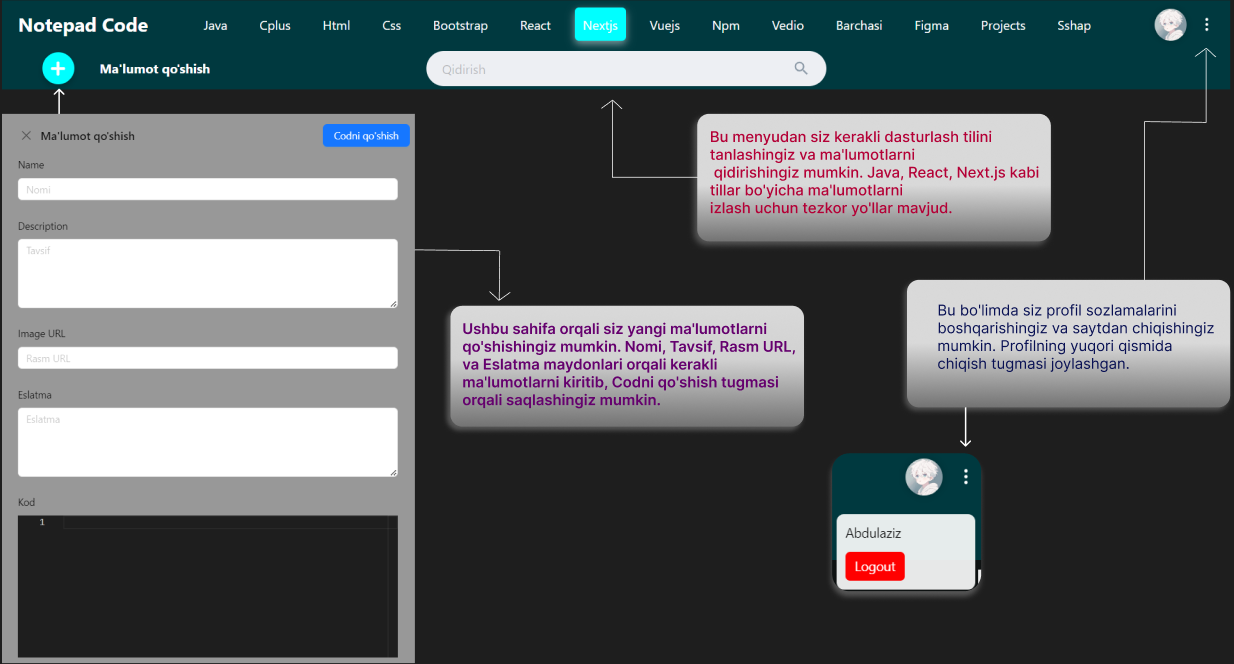 Notepad Code
Java Cplus Html Css Bootstrap React Nextjs Vuejs Npm Vedio Barchasi Figma Projects Sshap
Ma'lumot qo'shish
Qidirish
Ma'lumot qo'shish
Codni qo'shish
Name
Nomi
Description
Tavsif
Image URL
Rasm URL
Eslatma
Eslatma
Kod
1
Bu menyudan siz kerakli dasturlash tilini
tanlashingiz va ma'lumotlarni
qidirishingiz mumkin. Java, React, Next.js kabi
tillar bo'yicha ma'lumotlarni
izlash uchun tezkor yo'llar mavjud.
Ushbu sahifa orqali siz yangi ma'lumotlarni
qo'shishingiz mumkin. Nomi, Tavsif, Rasm URL,
va Eslatma maydonlari orqali kerakli
ma'lumotlarni kiritib, Codni qo'shish tugmasi
orqali saqlashingiz mumkin.
Bu bo'limda siz profil sozlamalarini
boshqarishingiz va saytdan chiqishingiz
mumkin. Profilning yuqori qismida
chiqish tugmasi joylashgan.
Abdulaziz
Logout